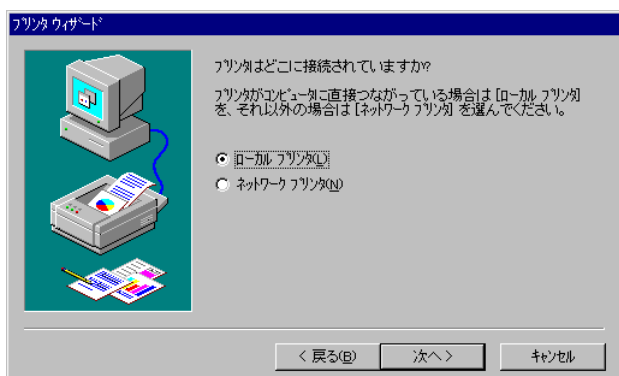 ﾌﾟﾘﾝﾀ ｳｨｻﾞｰﾄﾞ
ﾌﾟﾘﾝﾀはどこに接続されていますか?
ﾌﾟﾘﾝﾀがｺﾝﾋﾟｭｰﾀに直接つながっている場合は [ﾛｰｶﾙ ﾌﾟﾘﾝﾀ]
を、それ以外の場合は [ﾈｯﾄﾜｰｸ ﾌﾟﾘﾝﾀ] を選んでください。
ﾛｰｶﾙ ﾌﾟﾘﾝﾀ(L)
ﾈｯﾄﾜｰｸ ﾌﾟﾘﾝﾀ(N)
< 戻る(B)
次へ >
ｷｬﾝｾﾙ